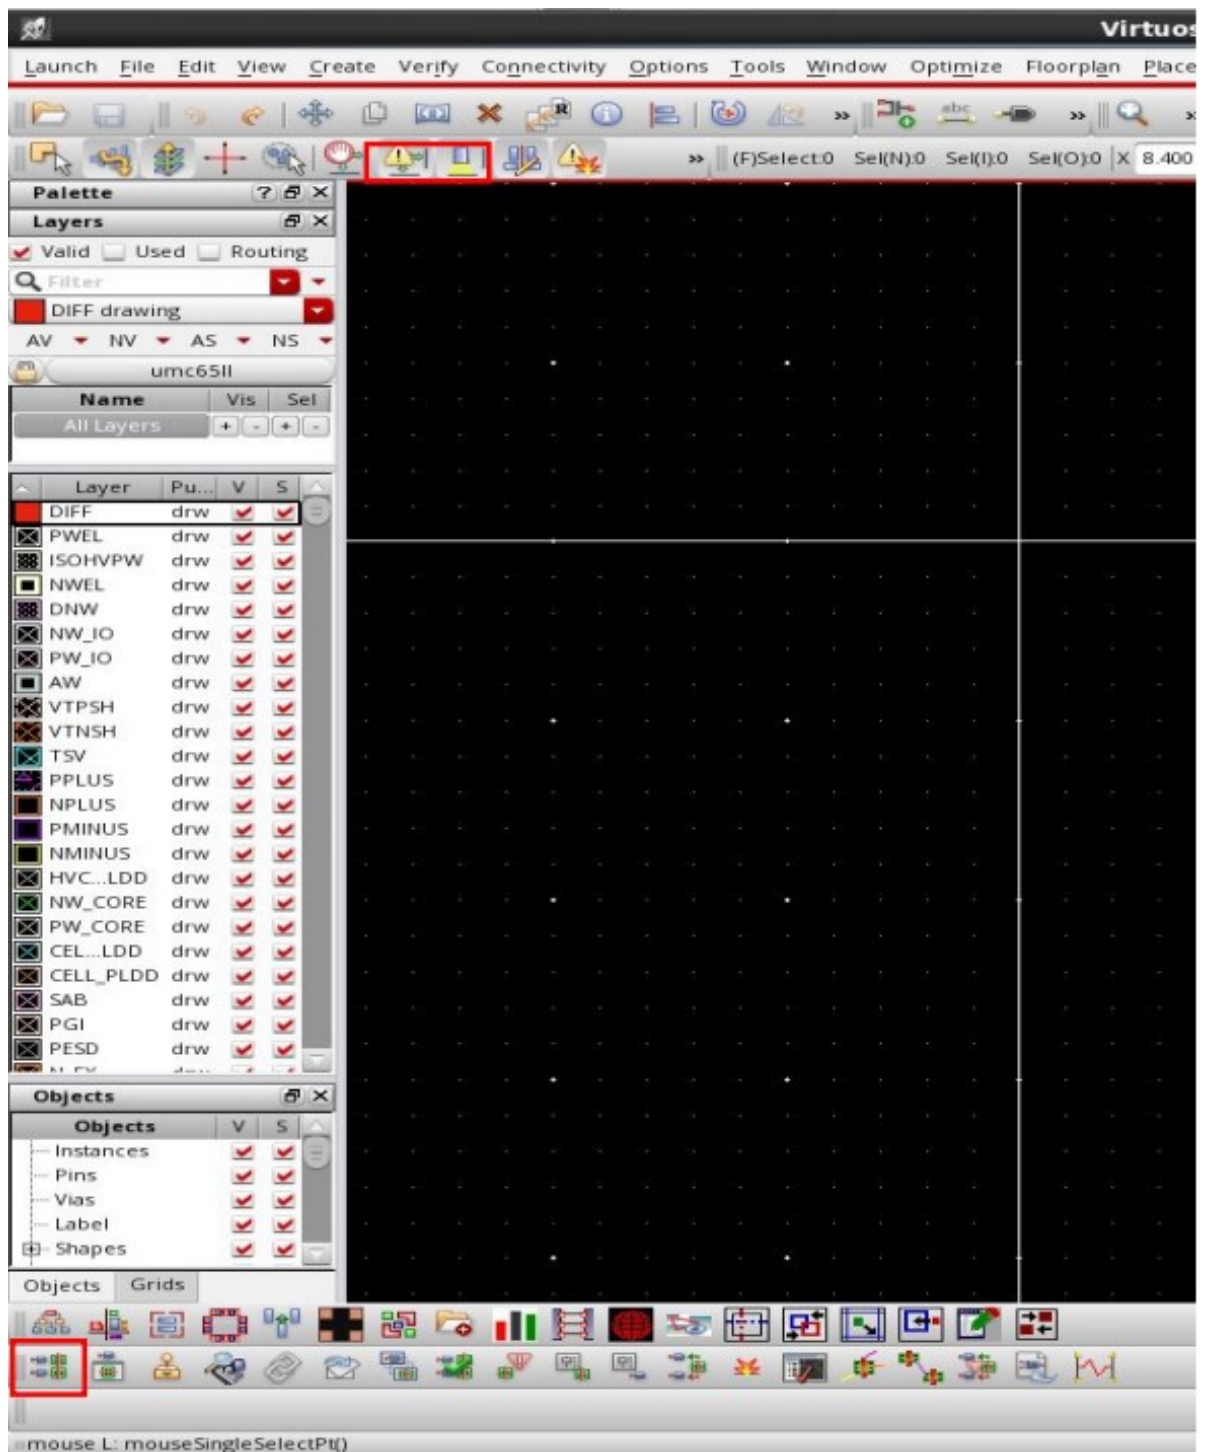 Virtuos
Launch File Edit View Create Verify Connectivity Options Tools Window Optimize Floorplan Place
R abc
(F)Select:0 Sel(N):0 Sel(I):0 Sel(O):0 X 8.400
Palette
Layers
Valid Used Routing
Filter
DIFF drawing
AV NV AS NS
umc65ll
Name Vis Sel
All Layers + - + -
Layer Pu... V S
DIFF drw
PWEL drw
ISOHVPW drw
NWEL drw
DNW drw
NW_IO drw
PW_IO drw
AW drw
VTPSH drw
VTNSH drw
TSV drw
PPLUS drw
NPLUS drw
PMINUS drw
NMINUS drw
HVC...LDD drw
NW_CORE drw
PW_CORE drw
CEL...LDD drw
CELL_PLDD drw
SAB drw
PGI drw
PESD drw
Objects
Objects V S
Instances
Pins
Vias
Label
Shapes
Objects Grids
mouse L: mouseSingleSelectPt()